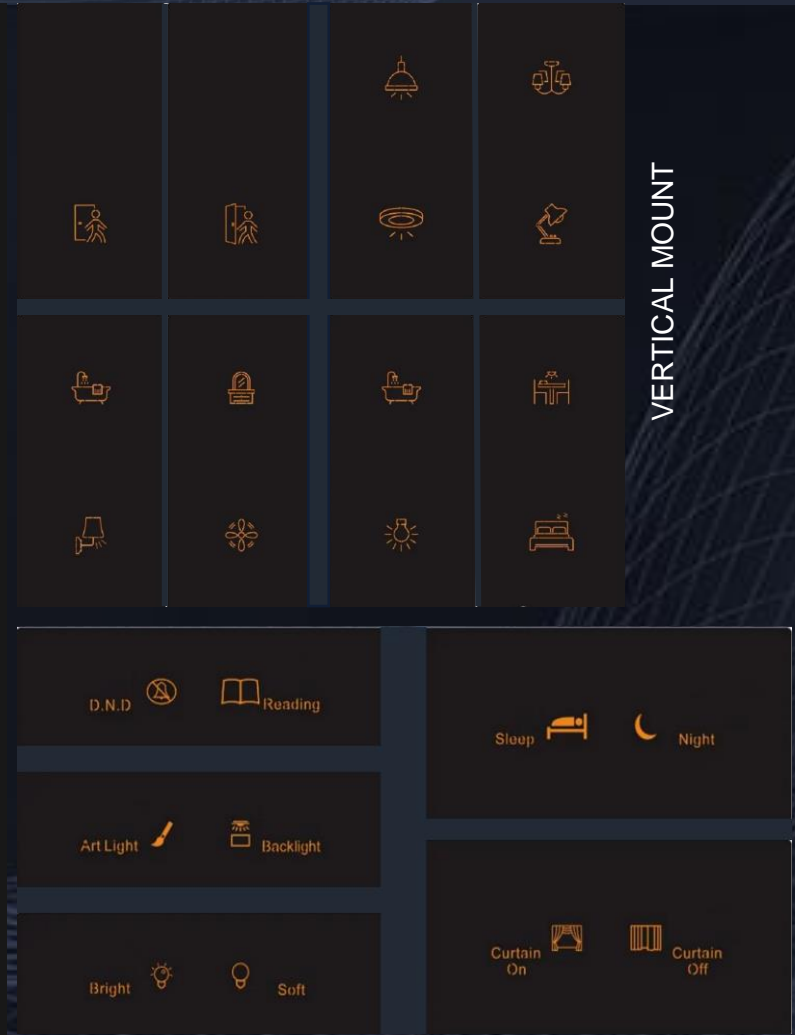 VERTICAL MOUNT
D.N.D
Reading
Sleep
Night
Art Light
Backlight
Curtain
On
Curtain
Off
Bright
Soft